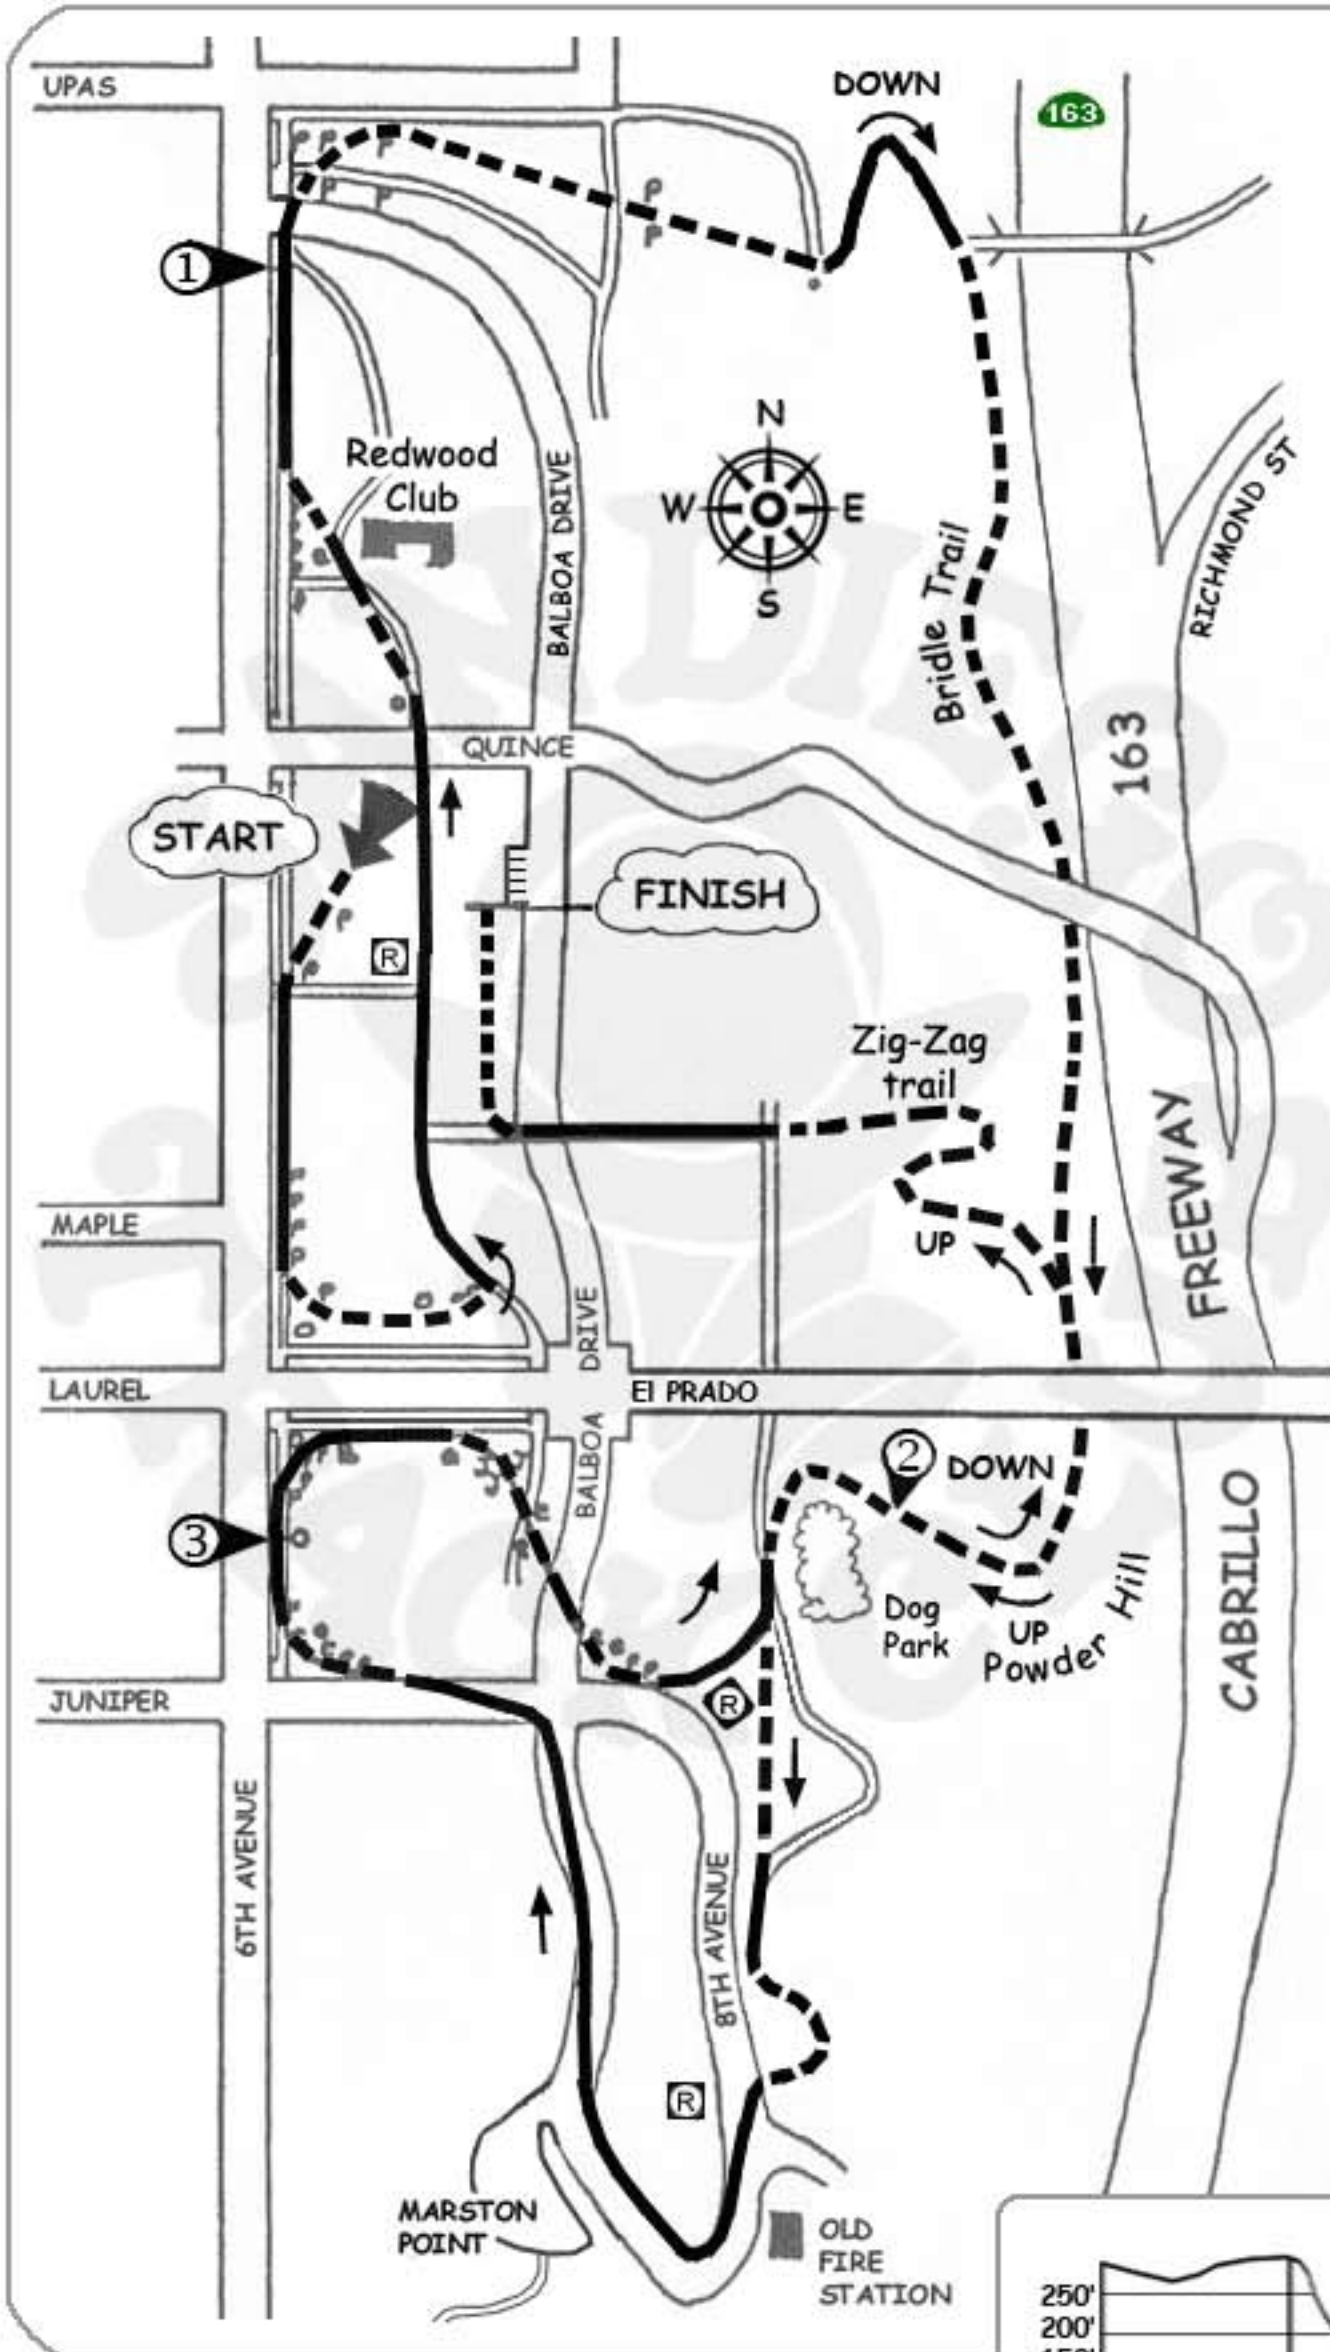 UPAS
DOWN
163
1
Redwood
Club
BALBOA DRIVE
N
W
E
S
Bridle Trail
RICHMOND ST
QUINCE
163
START
FINISH
R
Zig-Zag
trail
MAPLE
UP
FREEWAY
DRIVE
LAUREL
El PRADO
BALBOA
2
DOWN
3
Dog
Park
UP
Powder Hill
CABRILLO
R
JUNIPER
6TH AVENUE
8TH AVENUE
R
MARSTON
POINT
OLD
FIRE
STATION
250'
200'